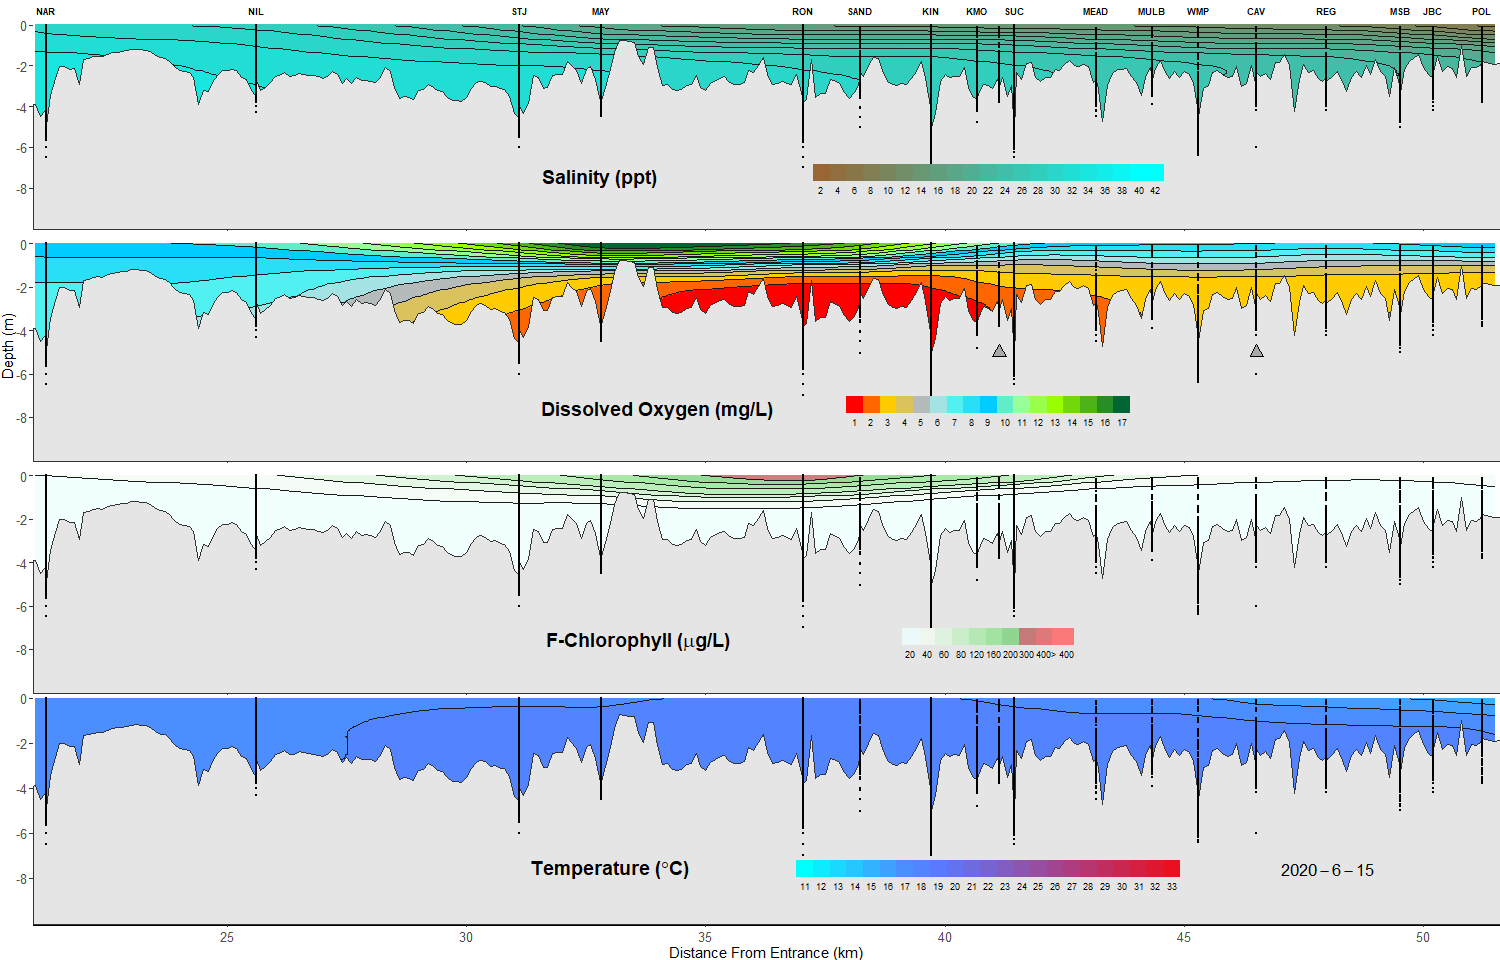 NAR NIL STJ MAY RON SAND KIN KMO SUC MEAD MULB WMP CAV REG MSB JBC POL
0
-2
-4
-6
-8
Salinity (ppt)
2 4 6 8 10 12 14 16 18 20 22 24 26 28 30 32 34 36 38 40 42
0
-2
-4
-6
-8
Depth (m)
Dissolved Oxygen (mg/L)
1 2 3 4 5 6 7 8 9 10 11 12 13 14 15 16 17
0
-2
-4
-6
-8
F-Chlorophyll (μg/L)
20 40 60 80 120 160 200 300 400> 400
0
-2
-4
-6
-8
Temperature (°C)
11 12 13 14 15 16 17 18 19 20 21 22 23 24 25 26 27 28 29 30 31 32 33
2020–6–15
25 30 35 40 45 50
Distance From Entrance (km)